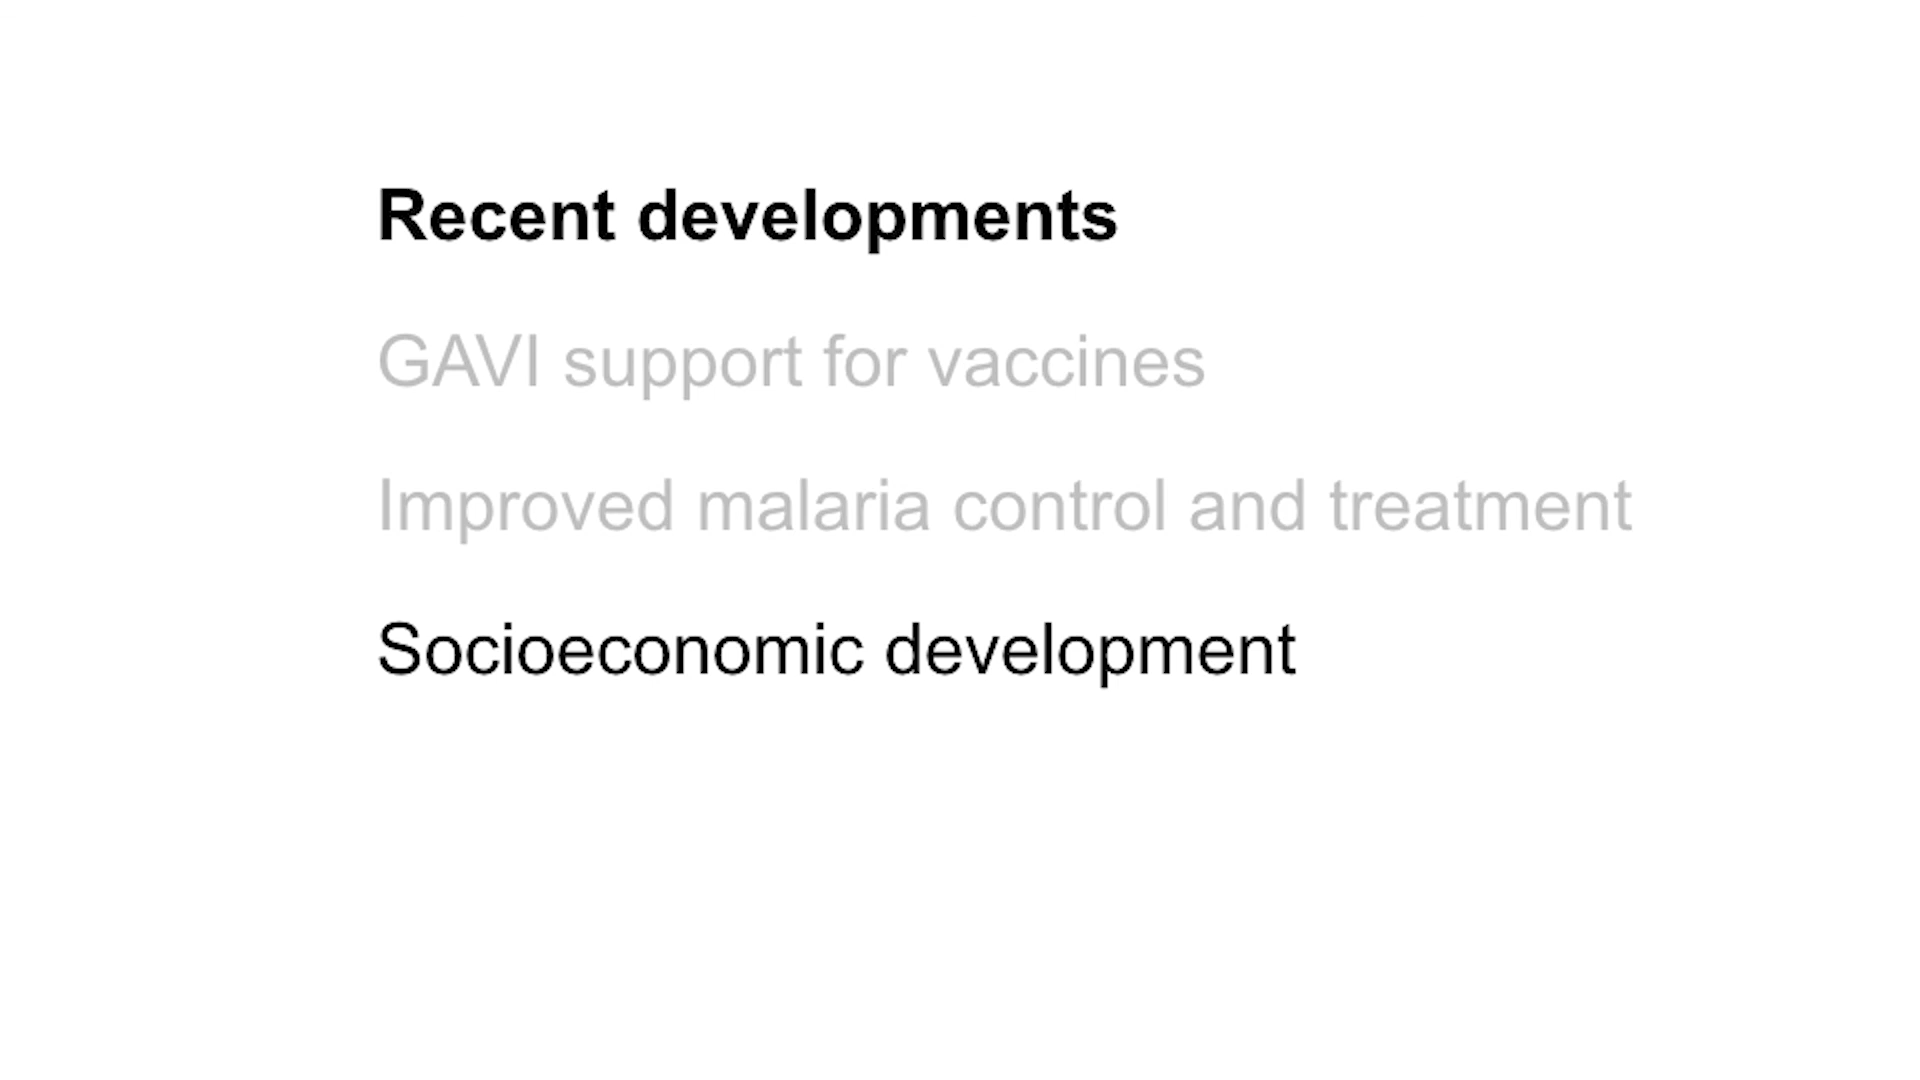 Recent developments
GAVI support for vaccines
Improved malaria control and treatment
Socioeconomic development